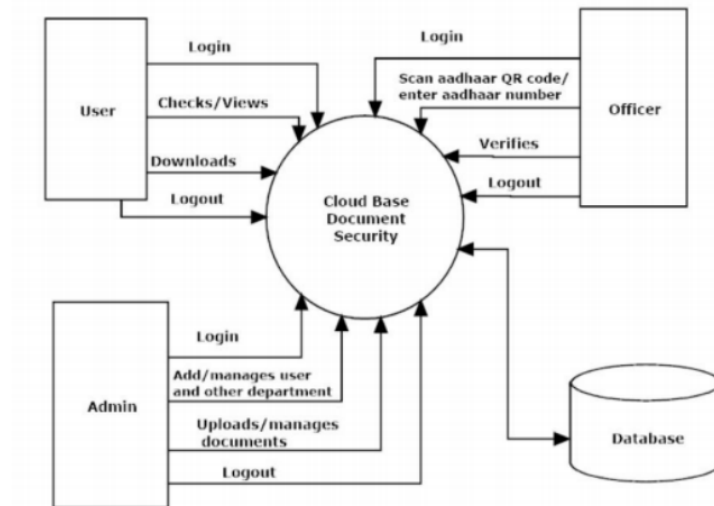 Login
User
Checks/Views
Downloads
Logout
Login
Scan aadhaar QR code/
enter aadhaar number
Officer
Verifies
Logout
Cloud Base
Document
Security
Login
Add/manages user
and other department
Admin
Uploads/manages
documents
Logout
Database